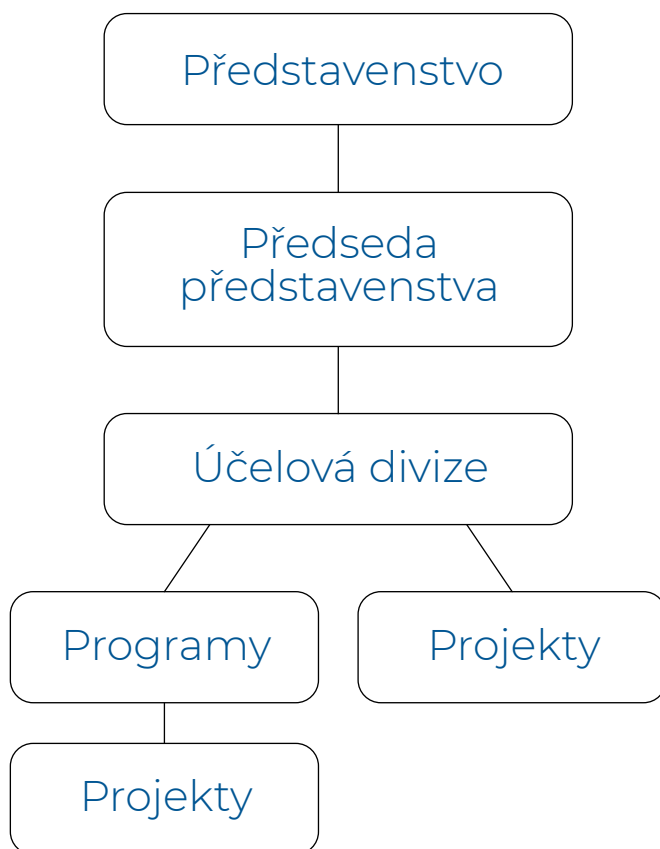 Představenstvo
Předseda
představenstva
Účelová divize
Programy
Projekty
Projekty